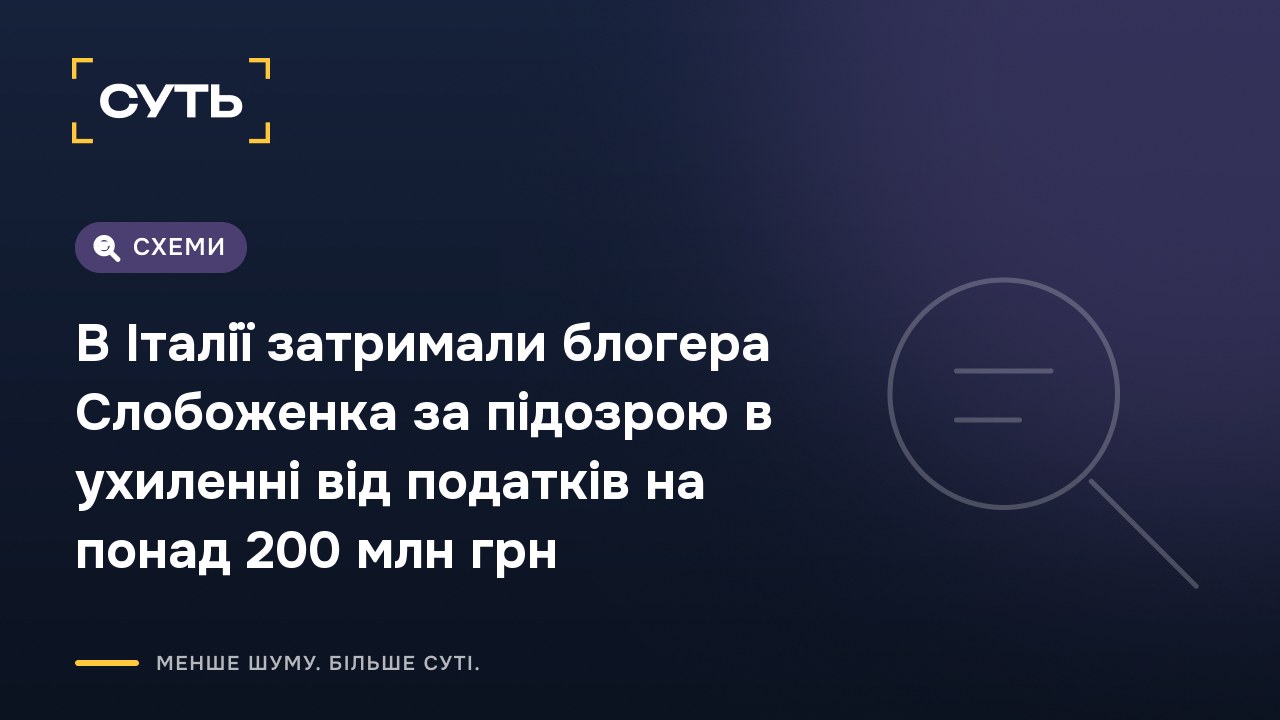 СУТЬ
СХЕМИ
В Італії затримали блогера
Слобоженка за підозрою в
ухиленні від податків на
понад 200 млн грн
МЕНШЕ ШУМУ. БІЛЬШЕ СУТІ.